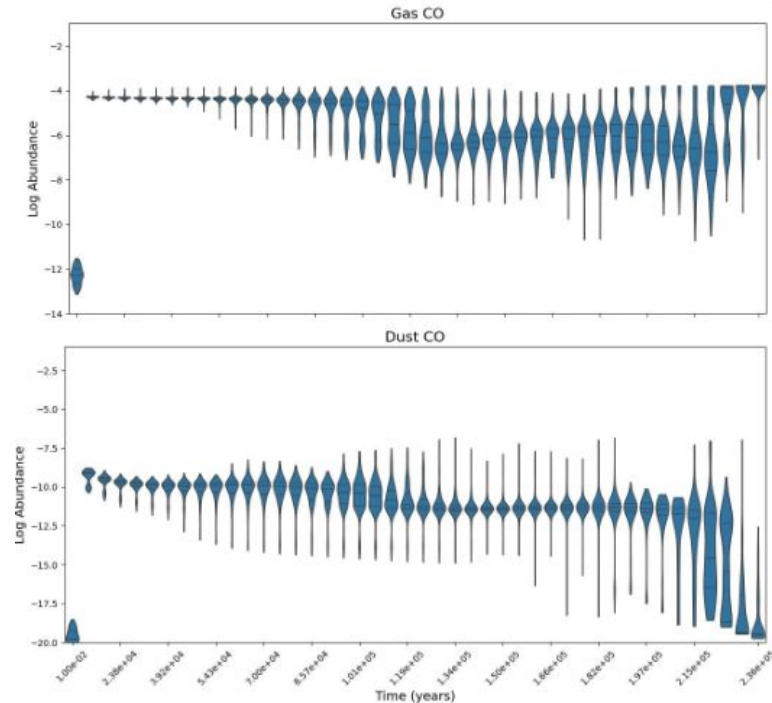 Gas CO
−2
−4
−6
−8
−10
−12
−14
Log Abundance
Dust CO
−2.5
−5.0
−7.5
−10.0
−12.5
−15.0
−17.5
−20.0
Log Abundance
1.00e-02
2.38e+04
3.92e+04
5.43e+04
7.00e+04
8.57e+04
1.01e+05
1.19e+05
1.34e+05
1.50e+05
1.66e+05
1.82e+05
1.97e+05
2.15e+05
2.36e+05
Time (years)